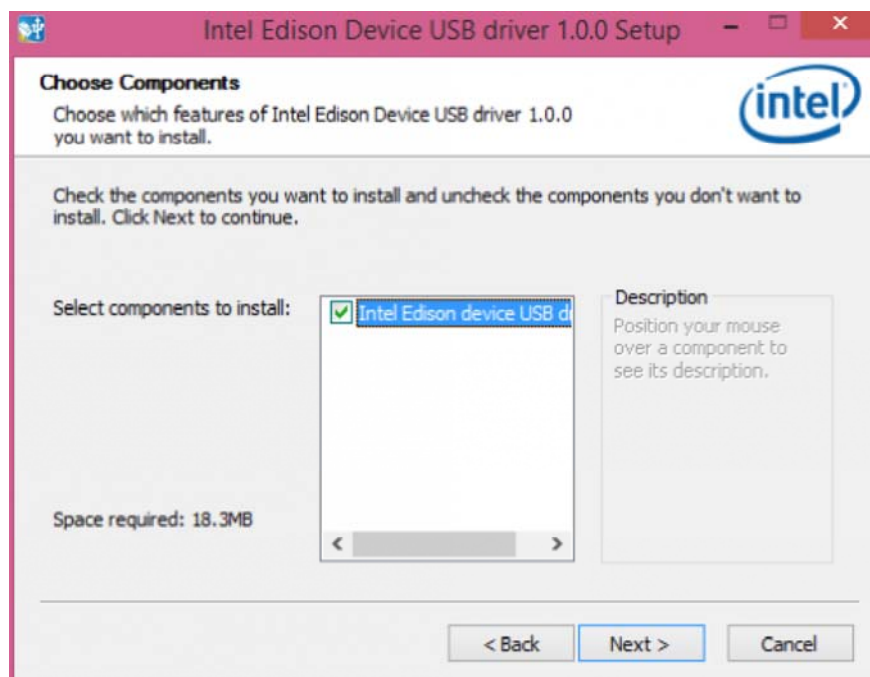 Intel Edison Device USB driver 1.0.0 Setup
Choose Components
Choose which features of Intel Edison Device USB driver 1.0.0
you want to install.
intel
Check the components you want to install and uncheck the components you don't want to
install. Click Next to continue.
Select components to install:
Intel Edison device USB
Description
Position your mouse
over a component to
see its description.
Space required: 18.3MB
< Back
Next >
Cancel